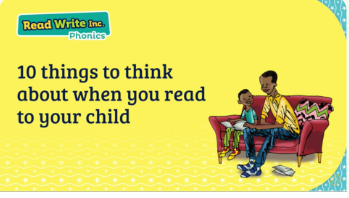 Read Write Inc.
Phonics
10 things to think
about when you read
to your child